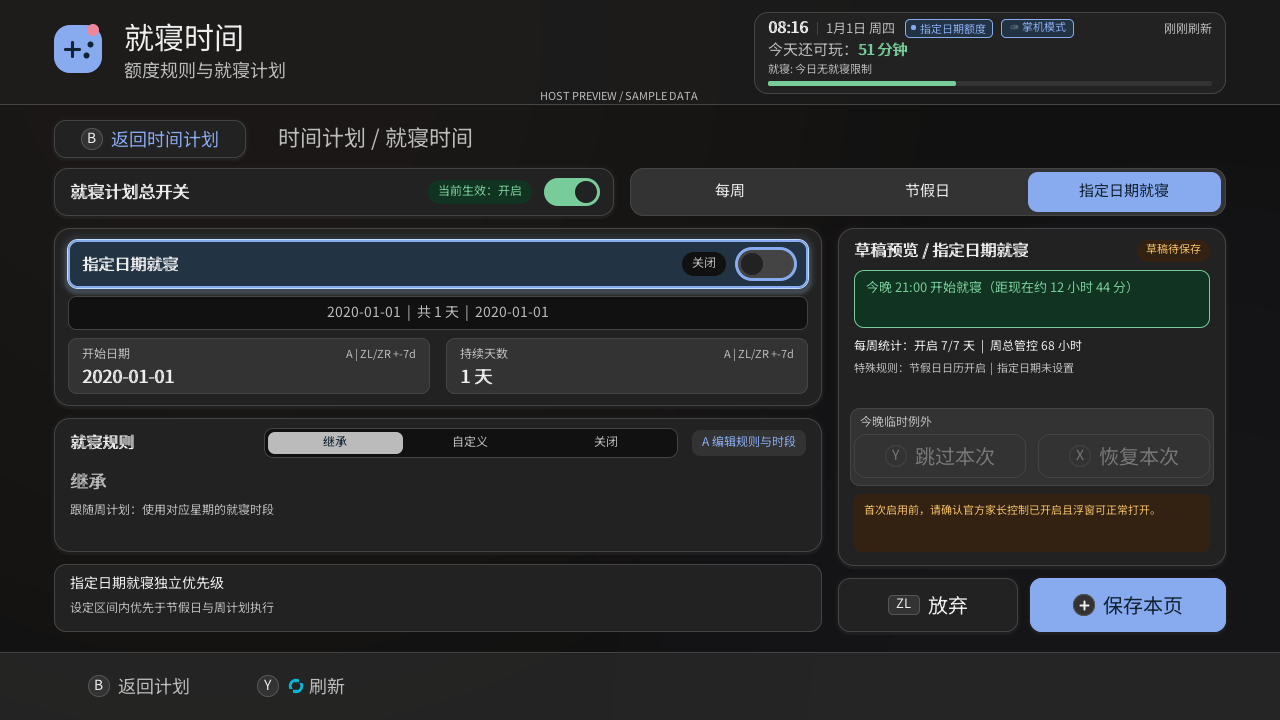 就寝时间
额度规则与就寝计划
HOST PREVIEW / SAMPLE DATA
08:16 | 1月1日 周四 指定日期额度 掌机模式 刚刚刷新
今天还可玩：51 分钟
就寝: 今日无就寝限制
B 返回时间计划 时间计划 / 就寝时间
就寝计划总开关 当前生效：开启
每周 节假日 指定日期就寝
指定日期就寝 关闭
2020-01-01 | 共 1 天 | 2020-01-01
开始日期 A | ZL/ZR +-7d
2020-01-01
持续天数 A | ZL/ZR +-7d
1 天
就寝规则 继承 自定义 关闭 A 编辑规则与时段
继承
跟随周计划：使用对应星期的就寝时段
指定日期就寝独立优先级
设定区间内优先于节假日与周计划执行
草稿预览 / 指定日期就寝 草稿待保存
今晚 21:00 开始就寝（距现在约 12 小时 44 分）
每周统计：开启 7/7 天 | 周总管控 68 小时
特殊规则：节假日日历开启 | 指定日期未设置
今晚临时例外
Y 跳过本次 X 恢复本次
首次启用前，请确认官方家长控制已开启且浮窗可正常打开。
ZL 放弃 + 保存本页
B 返回计划 Y 刷新